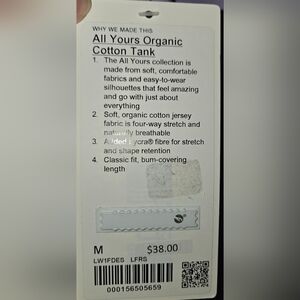 WHY WE MADE THIS
All Yours Organic
Cotton Tank
1. The All Yours collection is
made from soft, comfortable
fabrics and easy-to-wear
silhouettes that feel amazing
and go with just about
everything
2. Soft, organic cotton jersey
fabric is four-way stretch and
naturally breathable
3. Added Lycra® fibre for stretch
and shape retention
4. Classic fit, bum-covering
length
M
$38.00
LW1FDES LFRS
000156505659